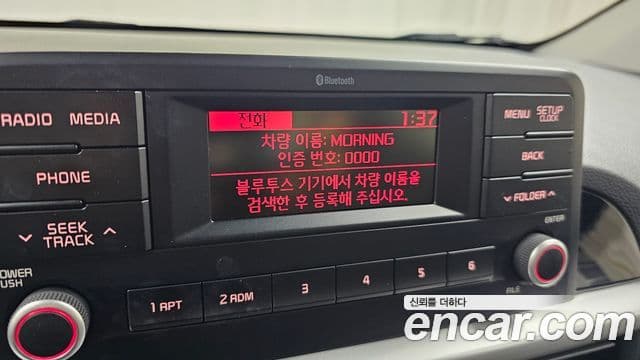 Bluetooth
RADIO MEDIA
PHONE
SEEK
TRACK
POWER
PUSH
전화 1:37
차량 이름: MORNING
인증 번호: 0000
블루투스 기기에서 차량 이름을
검색한 후 등록해 주십시오.
MENU SETUP
CLOCK
BACK
FOLDER
ENTER
1 APT 2 ADM 3 4 5 6
FILE
신뢰를 더하다
encar.com